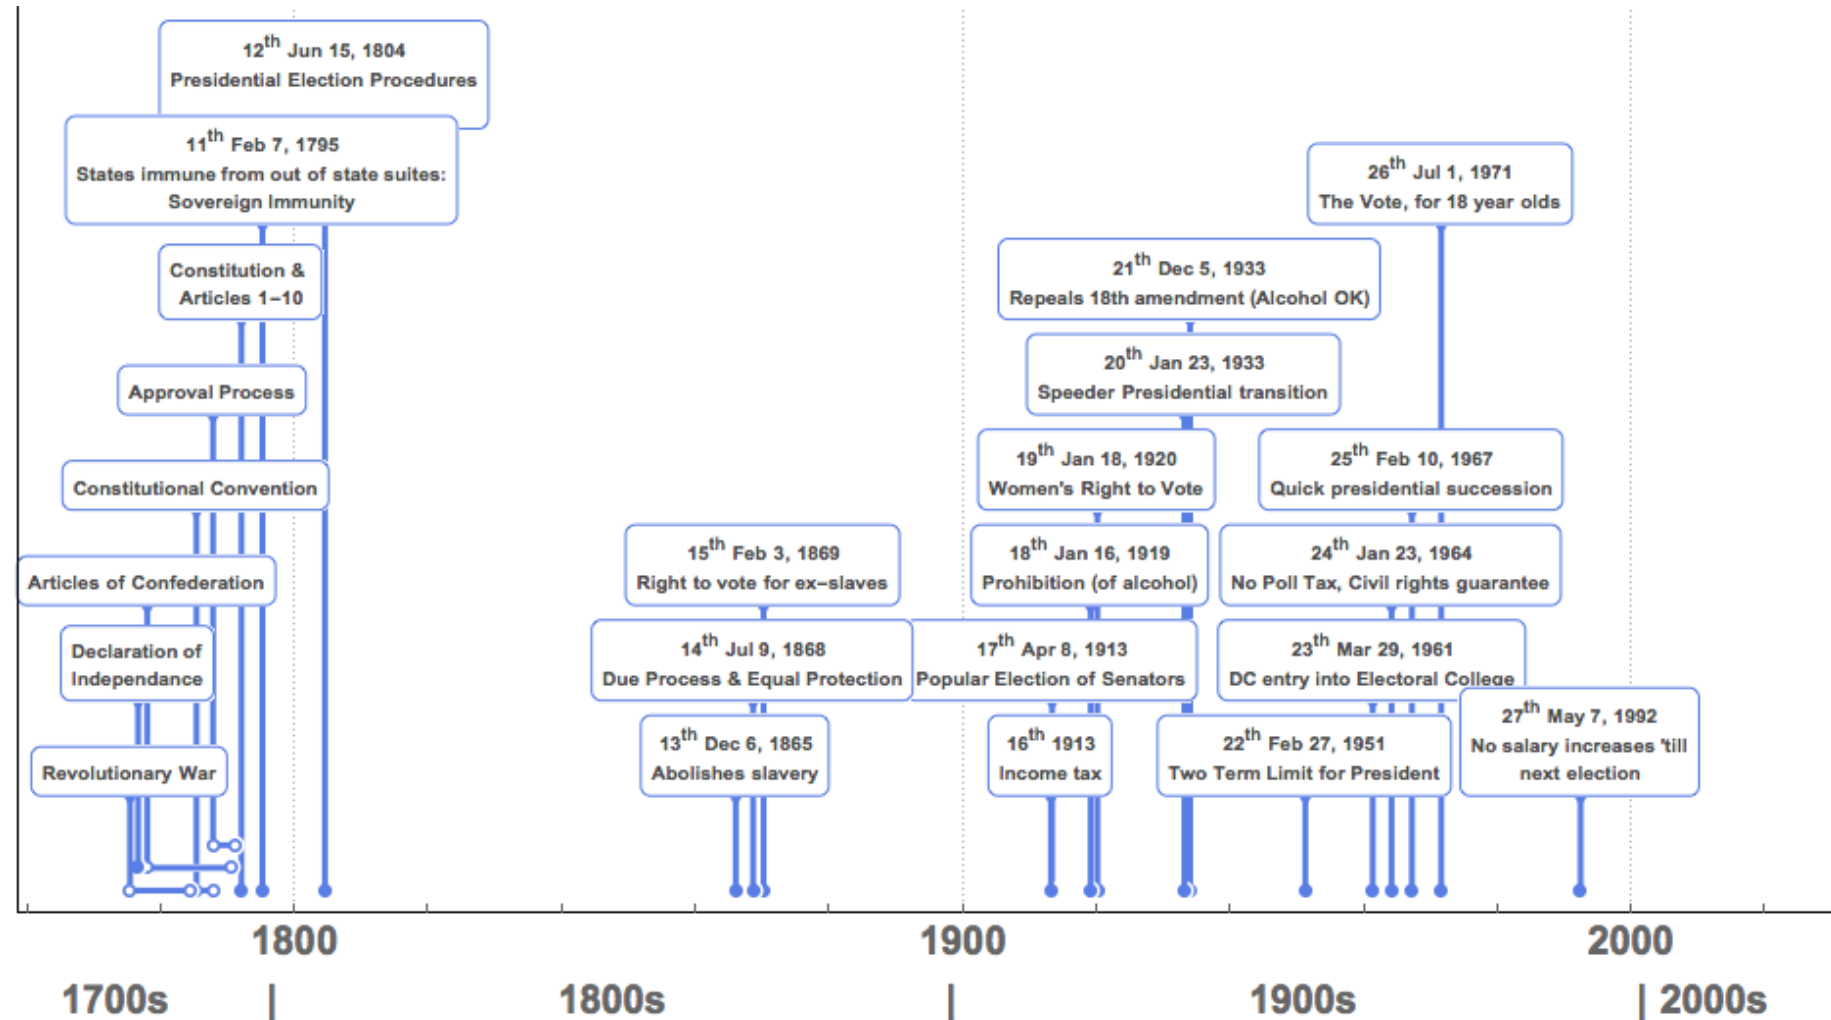 12th Jun 15, 1804
Presidential Election Procedures
11th Feb 7, 1795
States immune from out of state suites:
Sovereign Immunity
Constitution &
Articles 1–10
Approval Process
Constitutional Convention
Articles of Confederation
Declaration of
Independance
Revolutionary War
15th Feb 3, 1869
Right to vote for ex–slaves
14th Jul 9, 1868
Due Process & Equal Protection
13th Dec 6, 1865
Abolishes slavery
21th Dec 5, 1933
Repeals 18th amendment (Alcohol OK)
20th Jan 23, 1933
Speeder Presidential transition
19th Jan 18, 1920
Women's Right to Vote
18th Jan 16, 1919
Prohibition (of alcohol)
17th Apr 8, 1913
Popular Election of Senators
16th 1913
Income tax
26th Jul 1, 1971
The Vote, for 18 year olds
25th Feb 10, 1967
Quick presidential succession
24th Jan 23, 1964
No Poll Tax, Civil rights guarantee
23th Mar 29, 1961
DC entry into Electoral College
22th Feb 27, 1951
Two Term Limit for President
27th May 7, 1992
No salary increases 'till
next election
1800 1900 2000
1700s | 1800s | 1900s | 2000s